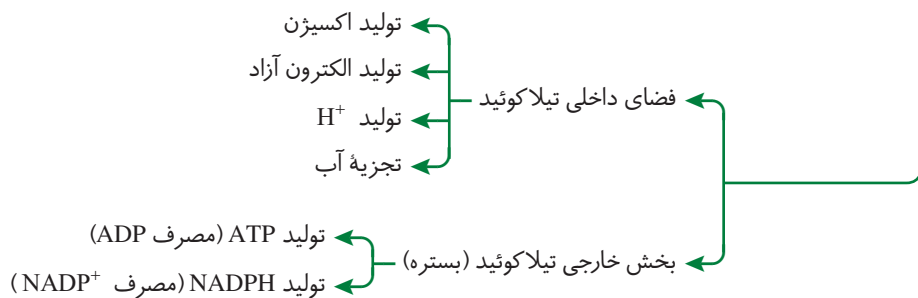 فضای داخلی تیلاکوئید
تولید اکسیژن
تولید الکترون آزاد
تولید H⁺
تجزیۀ آب
بخش خارجی تیلاکوئید (بستره)
تولید ATP (مصرف ADP)
تولید NADPH (مصرف NADP⁺)